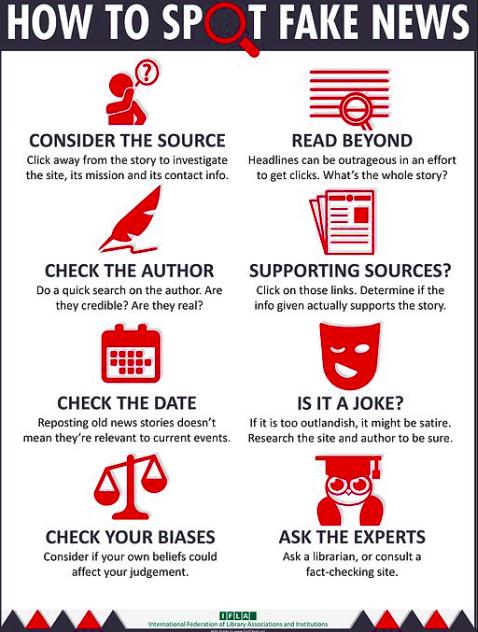 HOW TO SPOT FAKE NEWS
?
CONSIDER THE SOURCE
Click away from the story to investigate
the site, its mission and its contact info.
READ BEYOND
Headlines can be outrageous in an effort
to get clicks. What's the whole story?
CHECK THE AUTHOR
Do a quick search on the author. Are
they credible? Are they real?
SUPPORTING SOURCES?
Click on those links. Determine if the
info given actually supports the story.
CHECK THE DATE
Reposting old news stories doesn't
mean they're relevant to current events.
IS IT A JOKE?
If it is too outlandish, it might be satire.
Research the site and author to be sure.
CHECK YOUR BIASES
Consider if your own beliefs could
affect your judgement.
ASK THE EXPERTS
Ask a librarian, or consult a
fact-checking site.
IFLA
International Federation of Library Associations and Institutions